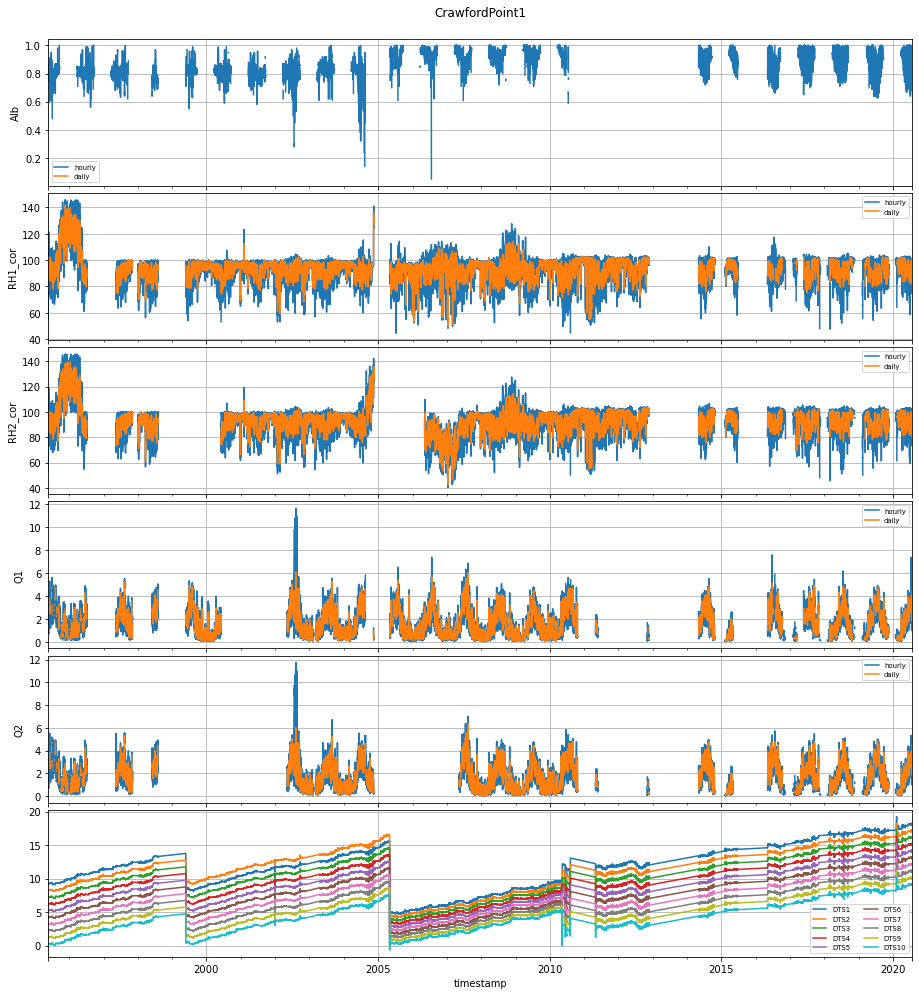 CrawfordPoint1
1.0
0.8
0.6
0.4
0.2
Alb
hourly
daily
140
120
100
80
60
40
RH1_cor
hourly
daily
140
120
100
80
60
40
RH2_cor
hourly
daily
12
10
8
6
4
2
0
Q1
hourly
daily
12
10
8
6
4
2
0
Q2
hourly
daily
20
15
10
5
0
DTS1 DTS6
DTS2 DTS7
DTS3 DTS8
DTS4 DTS9
DTS5 DTS10
2000 2005 2010 2015 2020
timestamp